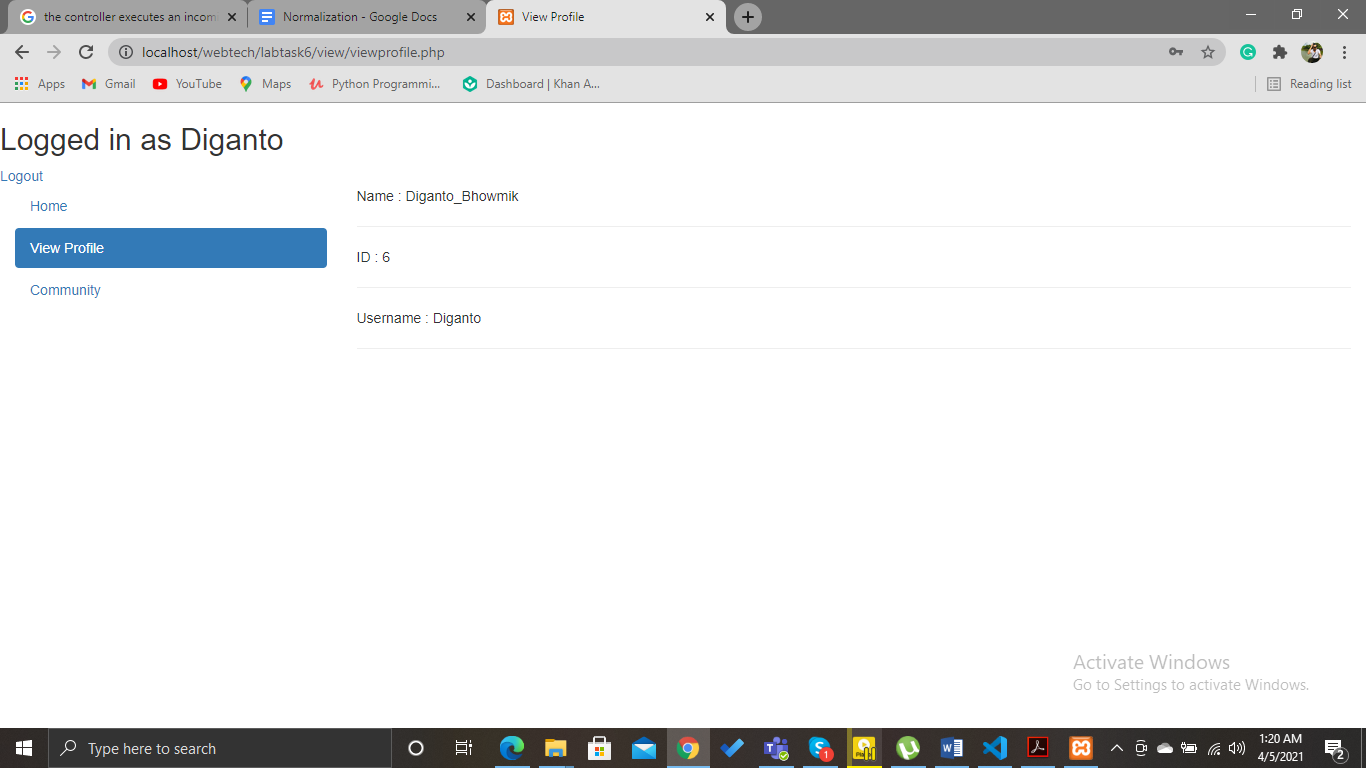 the controller executes an incom
Normalization - Google Docs
View Profile
localhost/webtech/labtask6/view/viewprofile.php
Apps
Gmail
YouTube
Maps
Python Programmi...
Dashboard | Khan A...
Reading list
Logged in as Diganto
Logout
Home
View Profile
Community
Name : Diganto_Bhowmik
ID : 6
Username : Diganto
Activate Windows
Go to Settings to activate Windows.
Type here to search
1
1:20 AM
4/5/2021
2